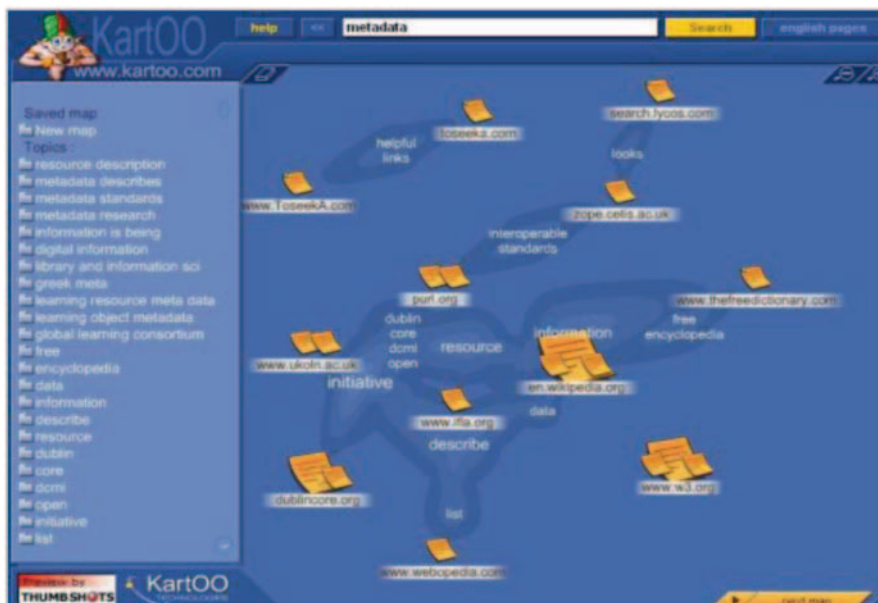 KartOO
www.kartoo.com
help
<<
metadata
Search
english pages
Saved map
New map
Topics :
resource description
metadata describes
metadata standards
metadata research
information is being
digital information
library and information sci
greek meta
learning resource meta data
learning object metadata
global learning consortium
free
encyclopedia
data
information
describe
resource
dublin
core
dcmi
open
initiative
list
toseeka.com
search.lycos.com
helpful
links
looks
www.ToseekA.com
zope.cetis.ac.uk
interoperable
standards
purl.org
www.thefreedictionary.com
dublin
core
dcmi
open
resource
information
free
encyclopedia
www.ukoln.ac.uk
initiative
en.wikipedia.org
www.ifla.org
data
describe
dublincore.org
www.w3.org
list
www.webopedia.com
Preview by
THUMBSHOTS
KartOO
TECHNOLOGIES
next map